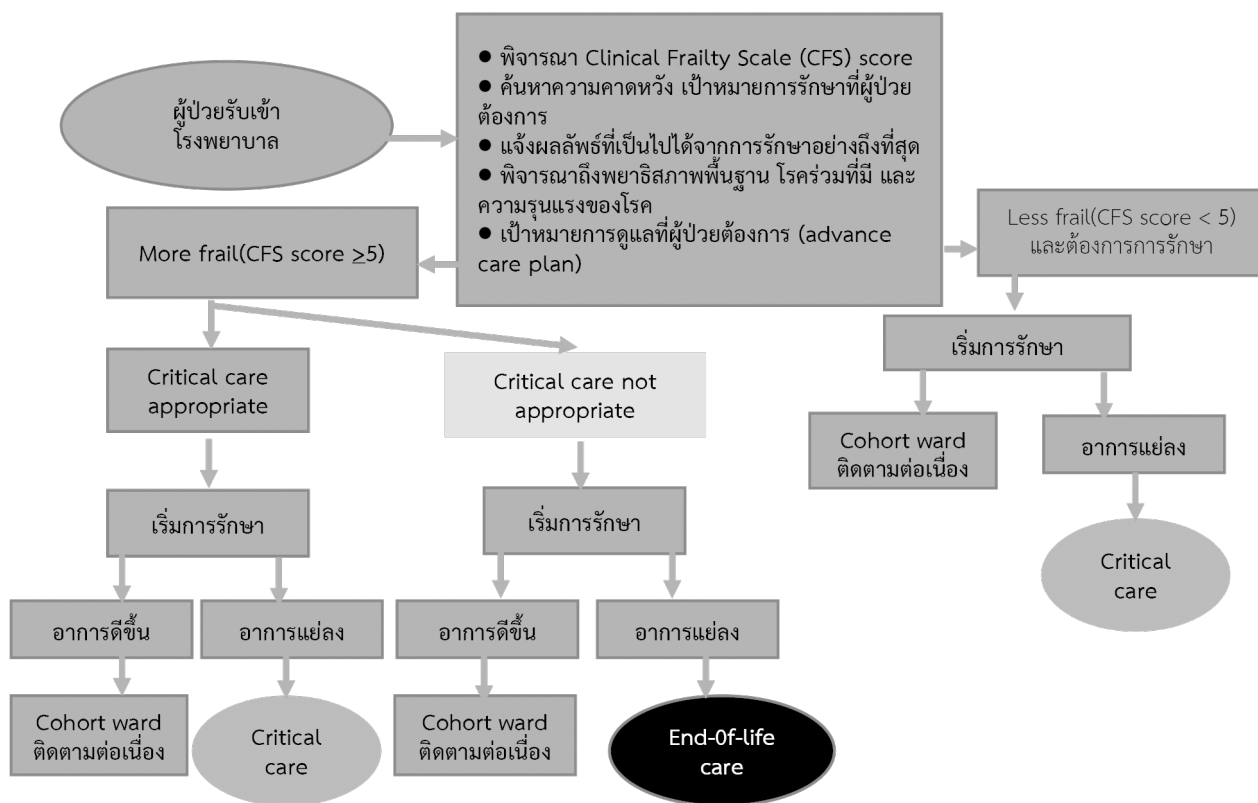 ผู้ป่วยรับเข้า
โรงพยาบาล
● พิจารณา Clinical Frailty Scale (CFS) score
● ค้นหาความคาดหวัง เป้าหมายการรักษาที่ผู้ป่วย
ต้องการ
● แจ้งผลลัพธ์ที่เป็นไปได้จากการรักษาอย่างถึงที่สุด
● พิจารณาถึงพยาธิสภาพพื้นฐาน โรคร่วมที่มี และ
ความรุนแรงของโรค
● เป้าหมายการดูแลที่ผู้ป่วยต้องการ (advance
care plan)
More frail(CFS score ≥5)
Less frail(CFS score < 5)
และต้องการการรักษา
Critical care
appropriate
Critical care not
appropriate
เริ่มการรักษา
Cohort ward
ติดตามต่อเนื่อง
อาการแย่ลง
Critical
care
เริ่มการรักษา
เริ่มการรักษา
อาการดีขึ้น
อาการแย่ลง
อาการดีขึ้น
อาการแย่ลง
Cohort ward
ติดตามต่อเนื่อง
Critical
care
Cohort ward
ติดตามต่อเนื่อง
End-0f-life
care